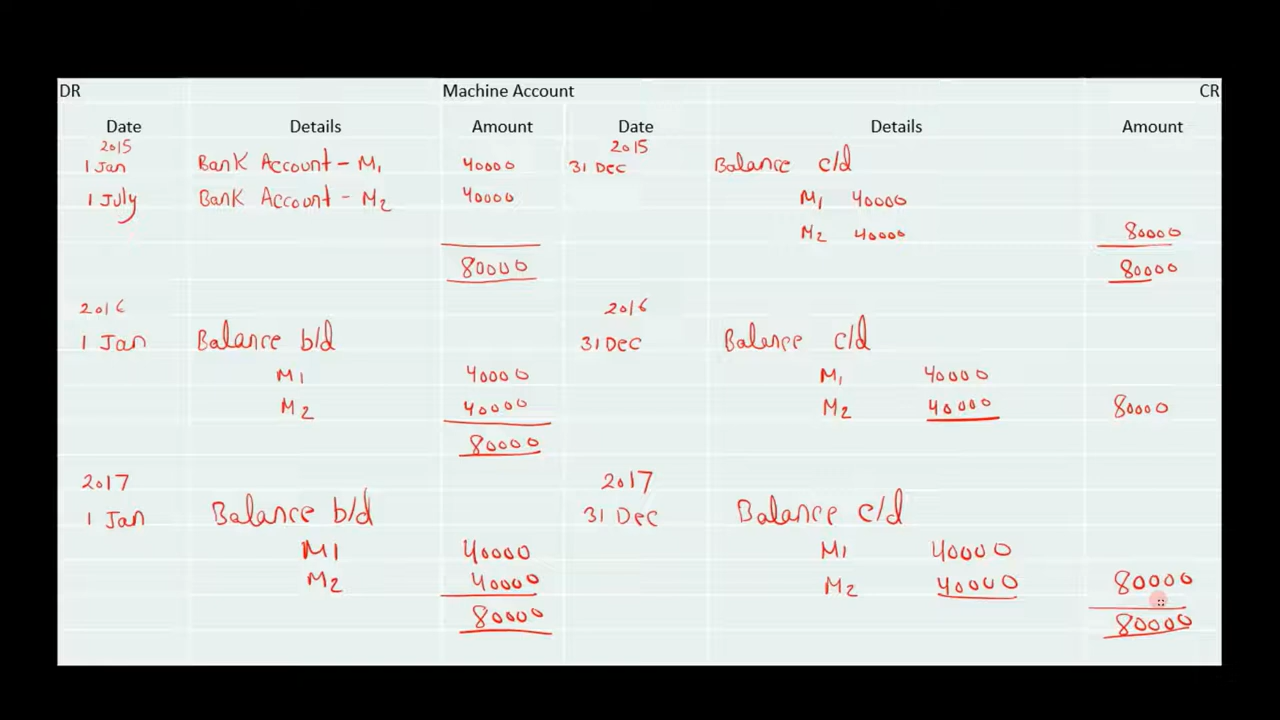 DR Machine Account CR
Date Details Amount Date Details Amount
2015 2015
1 Jan Bank Account - M1 40000 31 Dec Balance c/d
1 July Bank Account - M2 40000 M1 40000
M2 40000 80000
80000 80000
2016 2016
1 Jan Balance b/d 31 Dec Balance c/d
M1 40000 M1 40000
M2 40000 M2 40000 80000
80000
2017 2017
1 Jan Balance b/d 31 Dec Balance c/d
M1 40000 M1 40000
M2 40000 M2 40000 80000
80000 80000